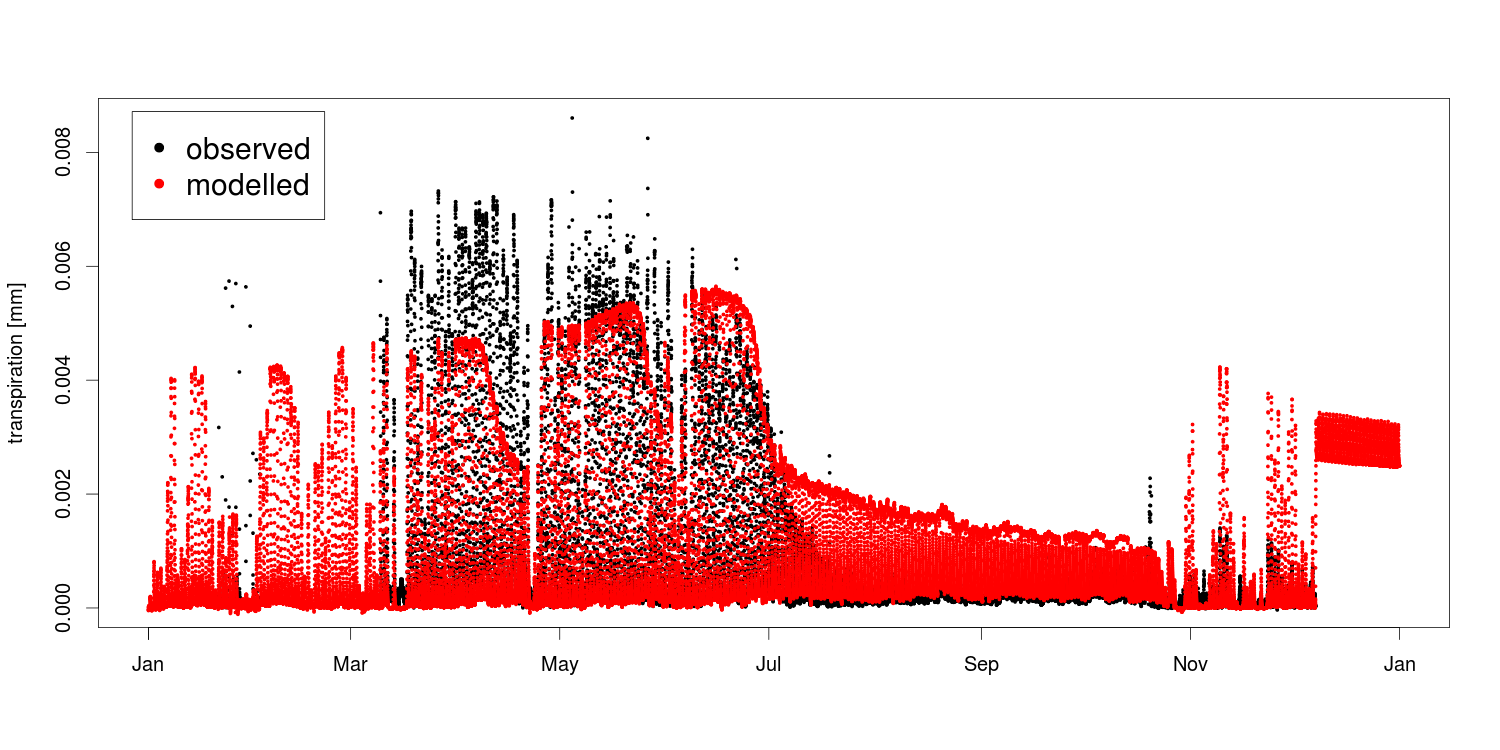 observed
modelled
transpiration [mm]
0.008
0.006
0.004
0.002
0.000
Jan Mar May Jul Sep Nov Jan